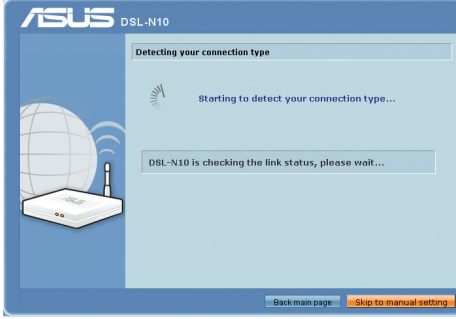 ASUS DSL-N10
Detecting your connection type
Starting to detect your connection type...
DSL-N10 is checking the link status, please wait...
ASUS
Back main page
Skip to manual setting